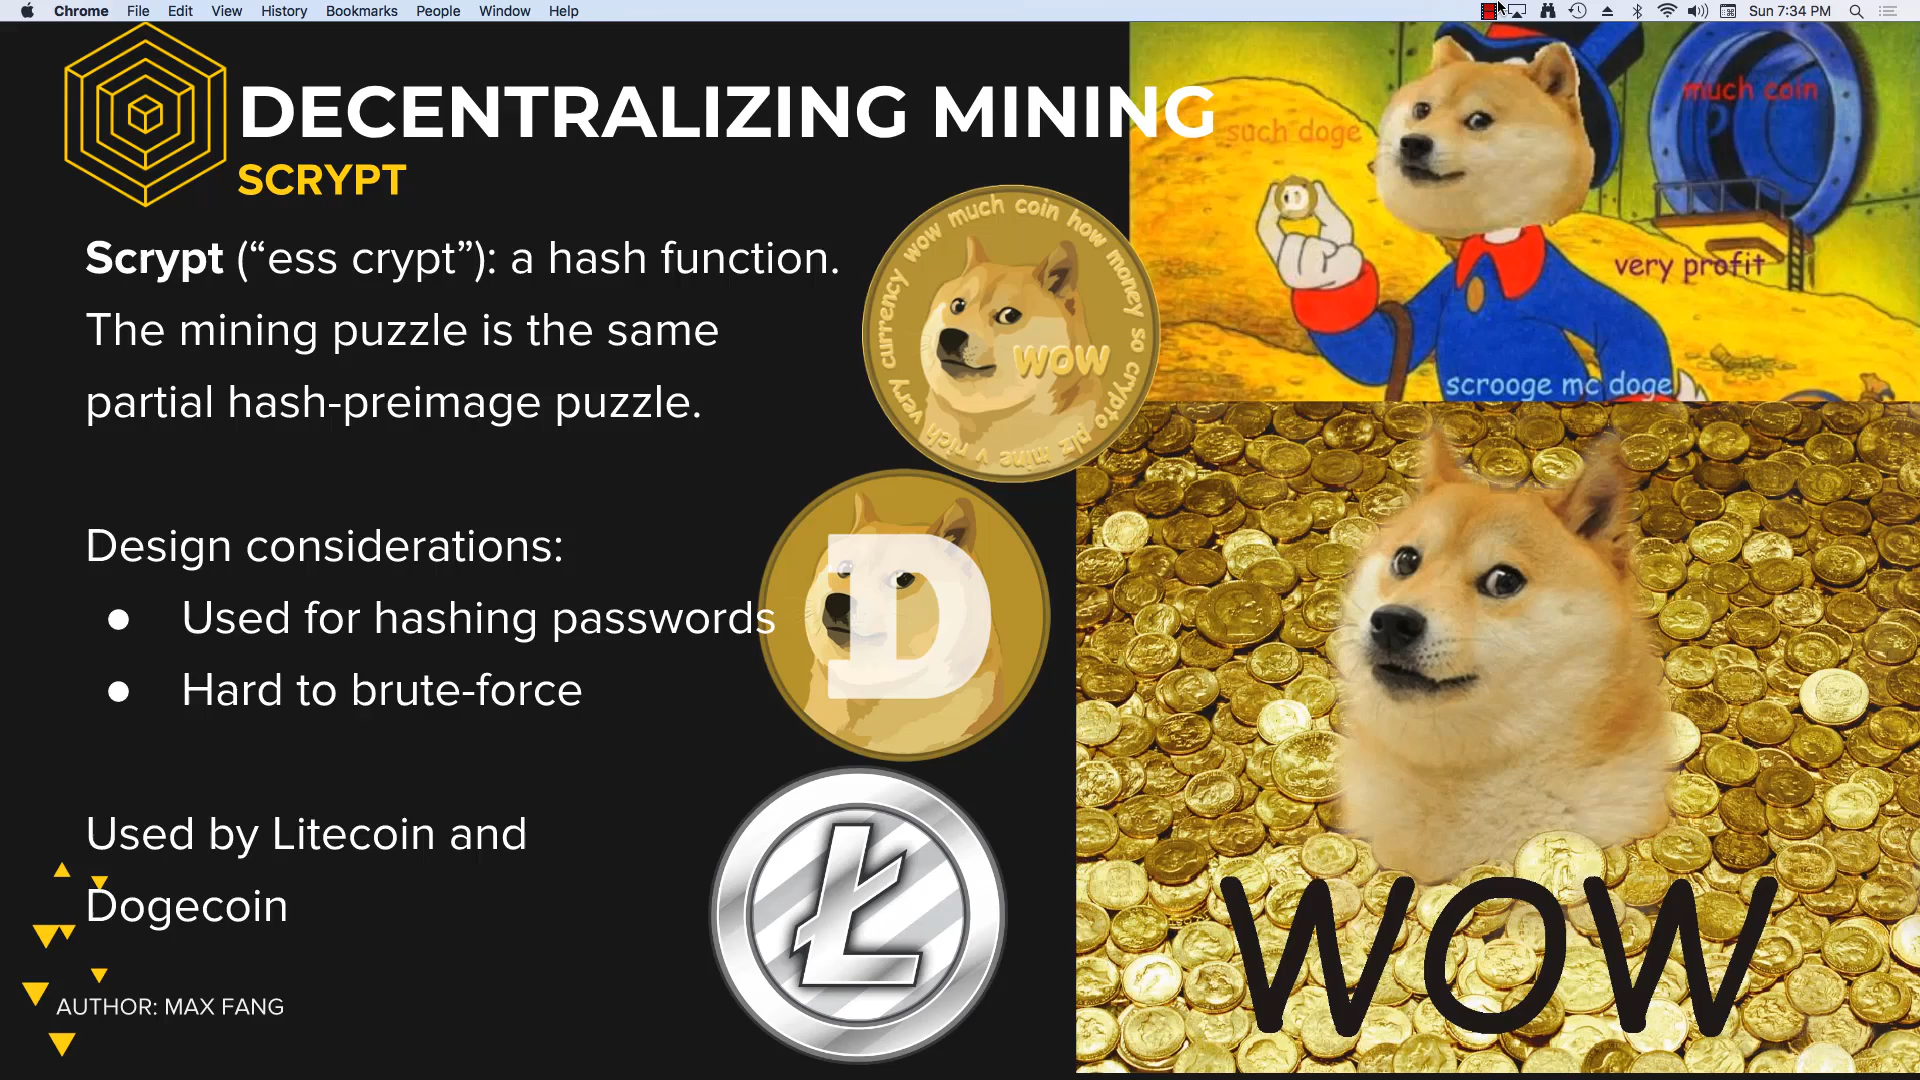 Chrome File Edit View History Bookmarks People Window Help
Sun 7:34 PM
DECENTRALIZING MINING
SCRYPT
Scrypt (“ess crypt”): a hash function.
The mining puzzle is the same
partial hash-preimage puzzle.
Design considerations:
● Used for hashing passwords
● Hard to brute-force
Used by Litecoin and
Dogecoin
AUTHOR: MAX FANG
very currency wow much coin how money so crypto plz mine v rich
wow
D
Ł
such doge
much coin
very profit
scrooge mc doge
WOW